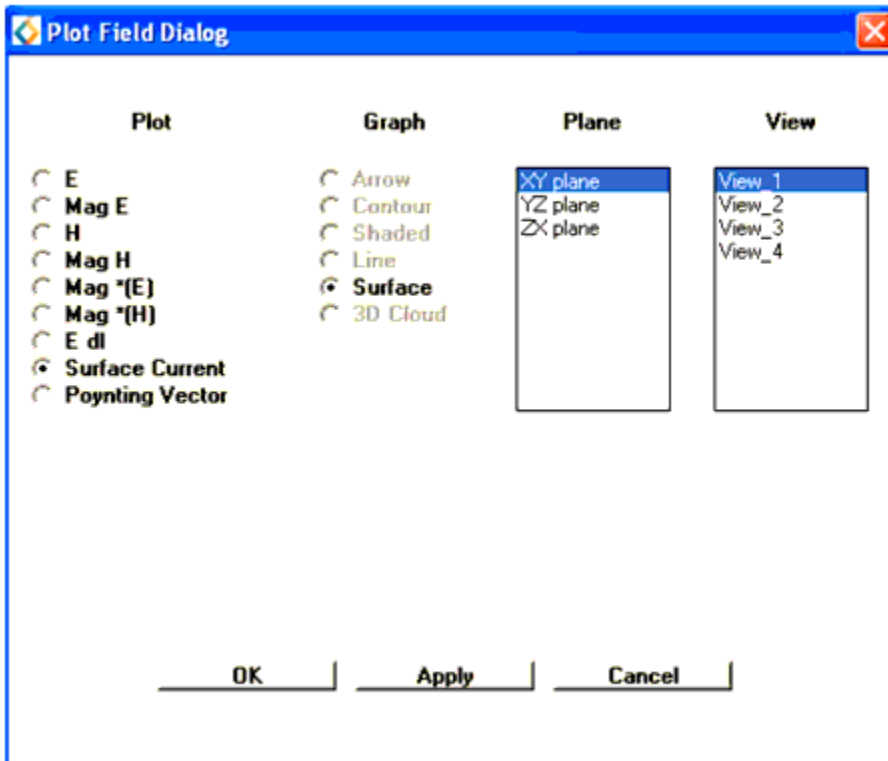 Plot Field Dialog
Plot Graph Plane View
E Arrow XY plane View_1
Mag E Contour YZ plane View_2
H Shaded ZX plane View_3
Mag H Line View_4
Mag *(E) Surface
Mag *(H) 3D Cloud
E dl
Surface Current
Poynting Vector
OK Apply Cancel